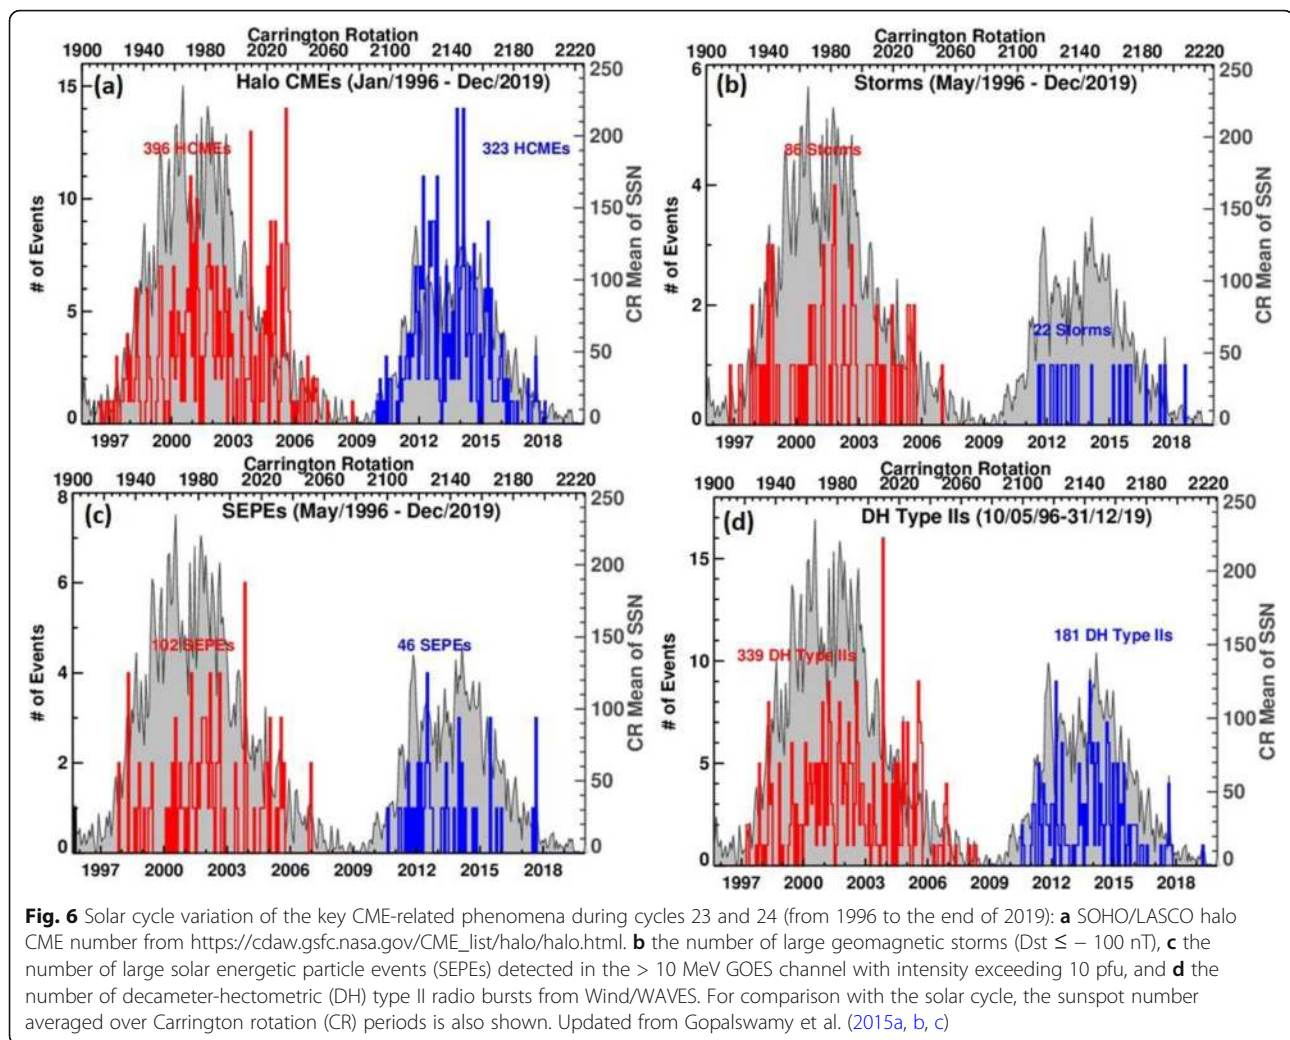 Carrington Rotation
1900 1940 1980 2020 2060 2100 2140 2180 2220
(a)
Halo CMEs (Jan/1996 - Dec/2019)
396 HCMEs
323 HCMEs
# of Events
15
10
5
0
CR Mean of SSN
250
200
150
100
50
0
1997 2000 2003 2006 2009 2012 2015 2018
Carrington Rotation
1900 1940 1980 2020 2060 2100 2140 2180 2220
(b)
Storms (May/1996 - Dec/2019)
86 Storms
22 Storms
# of Events
6
4
2
0
CR Mean of SSN
250
200
150
100
50
0
1997 2000 2003 2006 2009 2012 2015 2018
Carrington Rotation
1900 1940 1980 2020 2060 2100 2140 2180 2220
(c)
SEPEs (May/1996 - Dec/2019)
102 SEPEs
46 SEPEs
# of Events
8
6
4
2
0
CR Mean of SSN
250
200
150
100
50
0
1997 2000 2003 2006 2009 2012 2015 2018
Carrington Rotation
1900 1940 1980 2020 2060 2100 2140 2180 2220
(d)
DH Type IIs (10/05/96-31/12/19)
339 DH Type IIs
181 DH Type IIs
# of Events
15
10
5
0
CR Mean of SSN
250
200
150
100
50
0
1997 2000 2003 2006 2009 2012 2015 2018
Fig. 6 Solar cycle variation of the key CME-related phenomena during cycles 23 and 24 (from 1996 to the end of 2019): a SOHO/LASCO halo
CME number from https://cdaw.gsfc.nasa.gov/CME_list/halo/halo.html. b the number of large geomagnetic storms (Dst ≤ − 100 nT), c the
number of large solar energetic particle events (SEPEs) detected in the > 10 MeV GOES channel with intensity exceeding 10 pfu, and d the
number of decameter-hectometric (DH) type II radio bursts from Wind/WAVES. For comparison with the solar cycle, the sunspot number
averaged over Carrington rotation (CR) periods is also shown. Updated from Gopalswamy et al. (2015a, b, c)